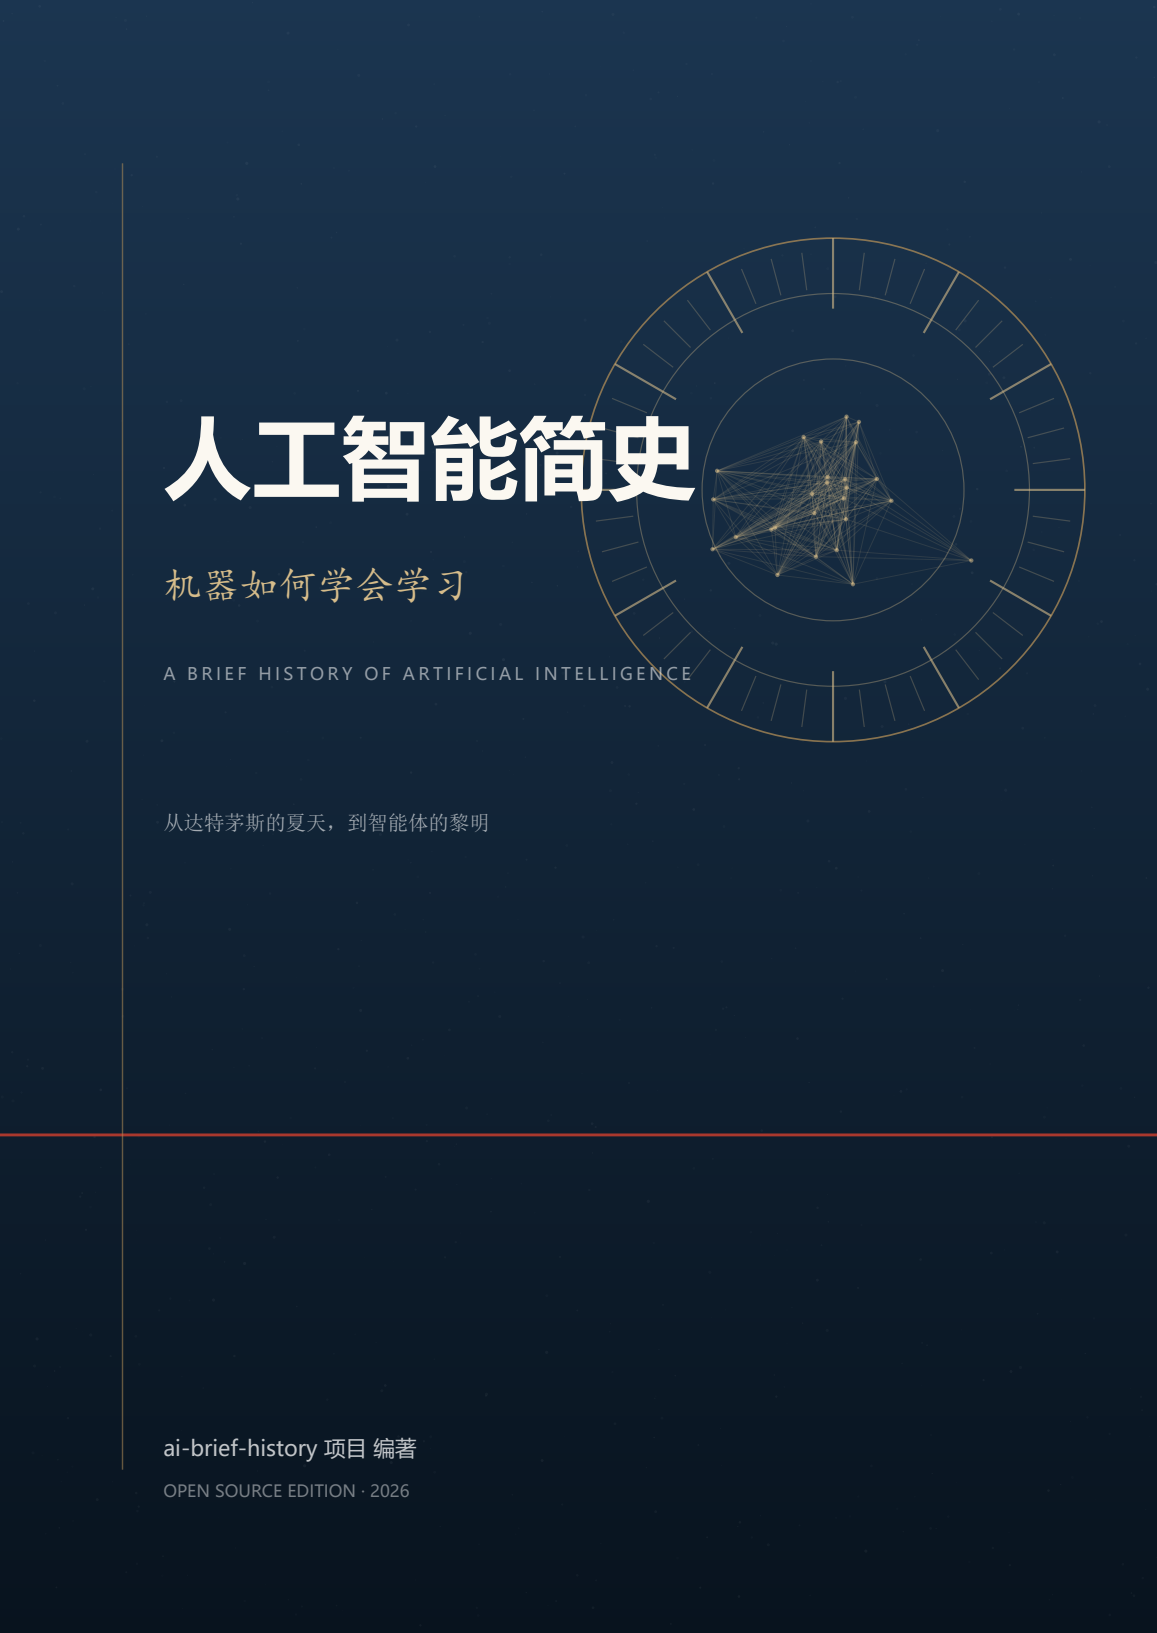 人工智能简史
机器如何学会学习
A BRIEF HISTORY OF ARTIFICIAL INTELLIGENCE
从达特茅斯的夏天，到智能体的黎明
ai-brief-history 项目 编著
OPEN SOURCE EDITION · 2026